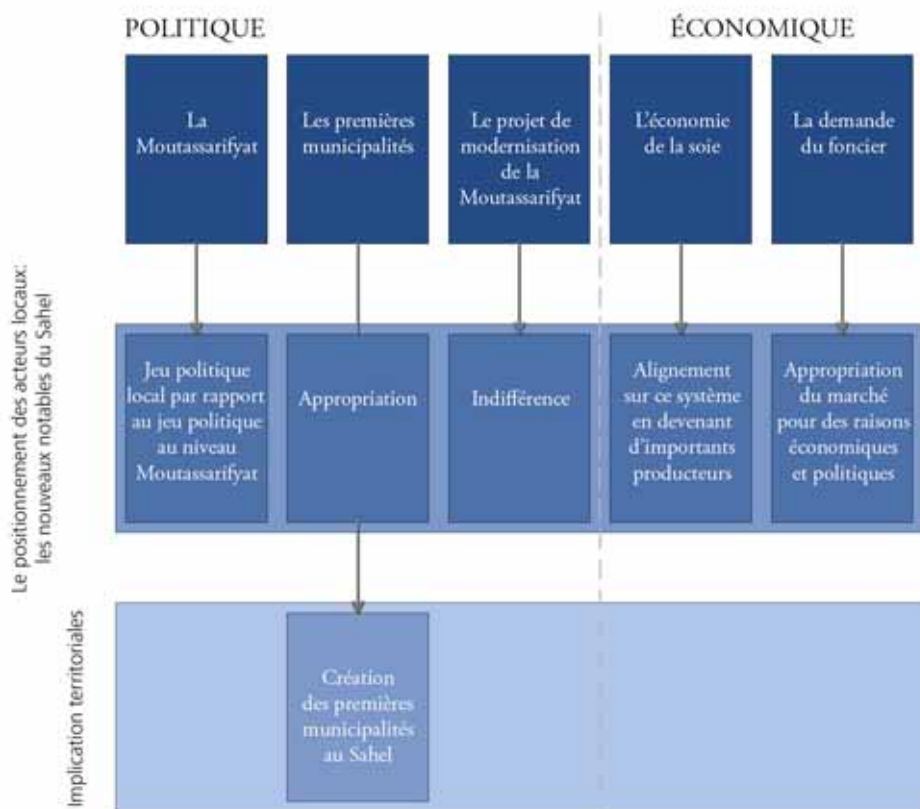 POLITIQUE
ÉCONOMIQUE
La
Moutassarifyat
Les premières
municipalités
Le projet de
modernisation
de la
Moutassarifyat
L'économie
de la soie
La demande
du foncier
Le positionnement des acteurs locaux:
les nouveaux notables du Sahel
Jeu politique
local par rapport
au jeu politique
au niveau
Moutassarifyat
Appropriation
Indifférence
Alignement
sur ce système
en devenant
d'importants
producteurs
Appropriation
du marché
pour des raisons
économiques
et politiques
Implication territoriales
Création
des premières
municipalités
au Sahel